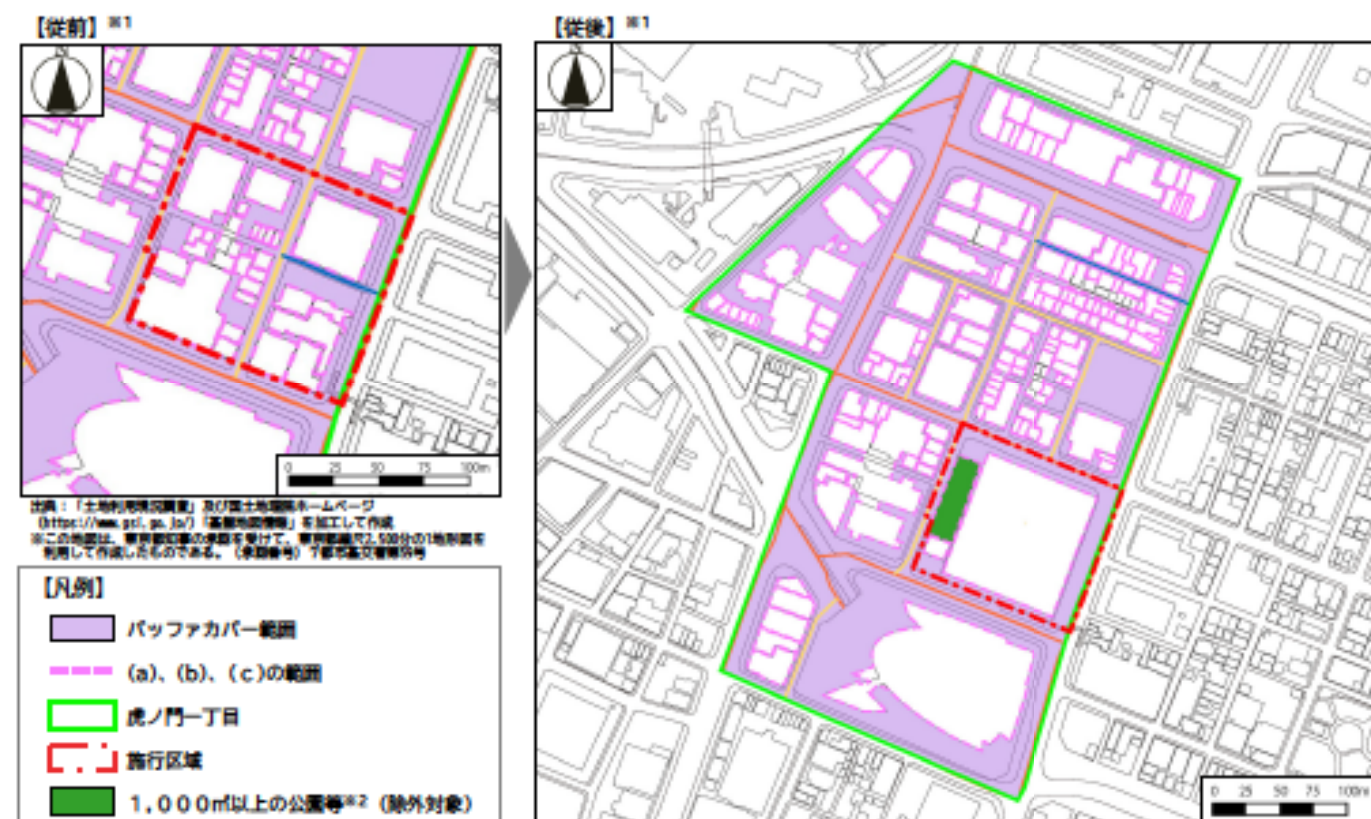 【従前】※1
【従後】※1
N
N
0 25 50 75 100m
出典:「土地利用現況調査」及び国土地理院ホームページ
(https://www.gsi.go.jp/)「基盤地図情報」を加工して作成
※この地図は、東京都知事の承認を受けて、東京都縮尺2,500分の1地形図を
利用して作成したものである。(承認番号)
【凡例】
バッファカバー範囲
(a)、(b)、(c)の範囲
虎ノ門一丁目
施行区域
1,000㎡以上の公園等※2(除外対象)
0 25 50 75 100m